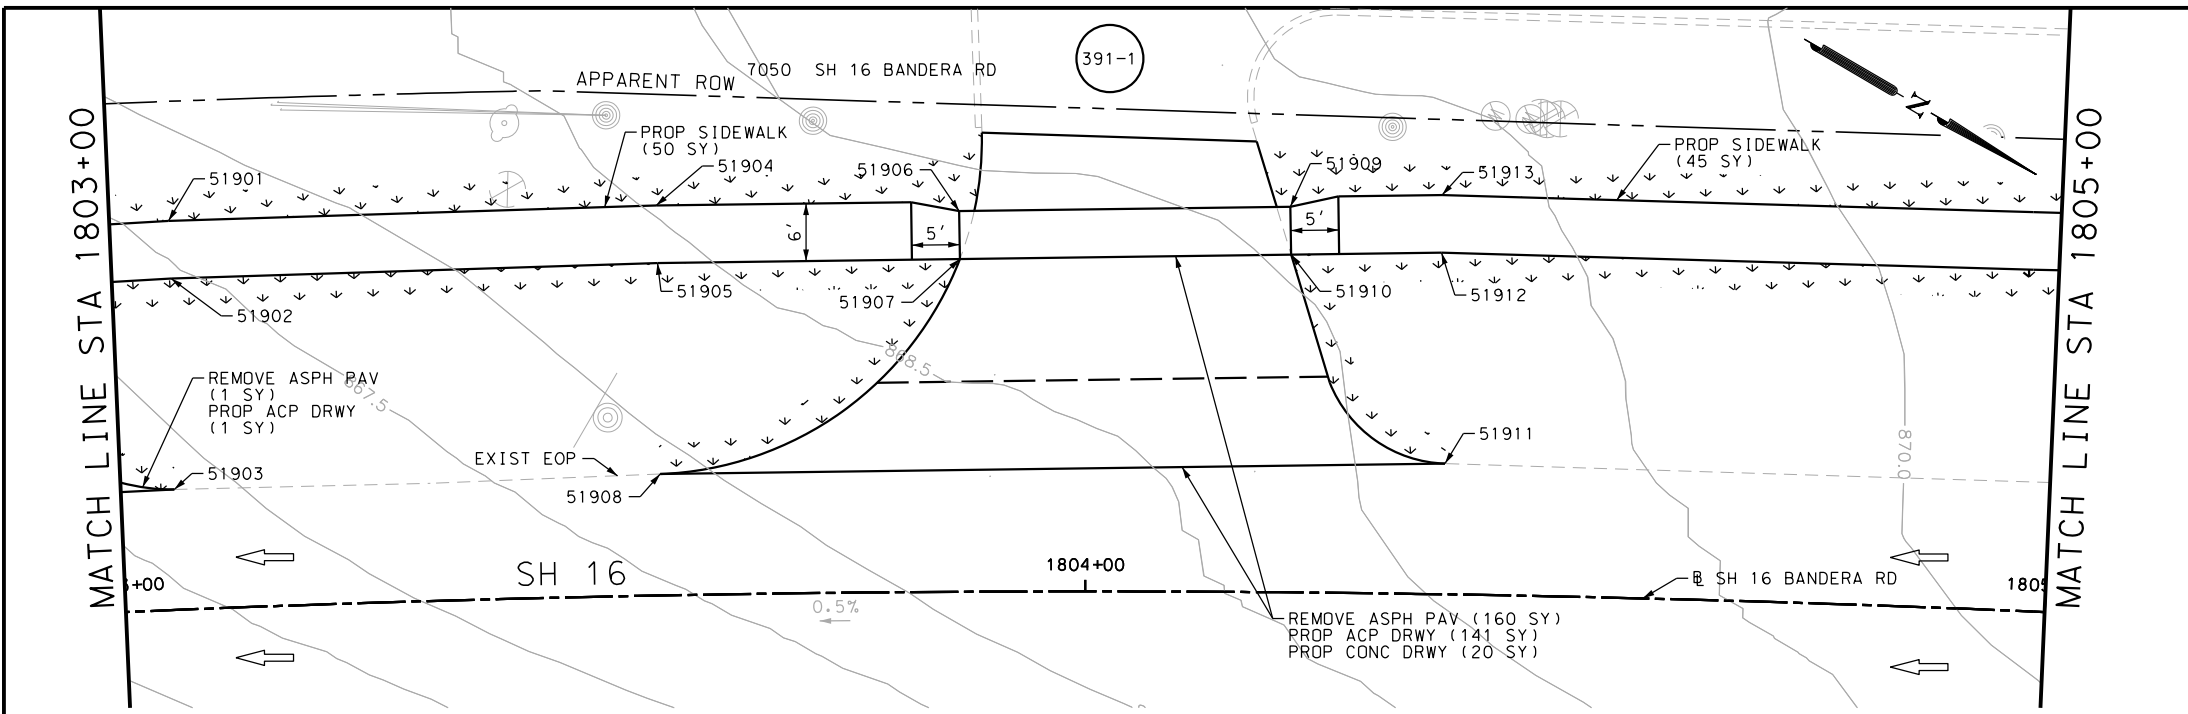 391-1
7050 SH 16 BANDERA RD
APPARENT ROW
MATCH LINE STA 1803+00
MATCH LINE STA 1805+00
N
PROP SIDEWALK
(50 SY)
PROP SIDEWALK
(45 SY)
51901
51904
51906
51909
51913
6'
5'
5'
51902
51905
51907
51910
51912
868.5
867.5
870.0
REMOVE ASPH PAV
(1 SY)
PROP ACP DRWY
(1 SY)
51903
EXIST EOP
51908
51911
SH 16
+00
1804+00
1805
0.5%
BL SH 16 BANDERA RD
REMOVE ASPH PAV (160 SY)
PROP ACP DRWY (141 SY)
PROP CONC DRWY (20 SY)